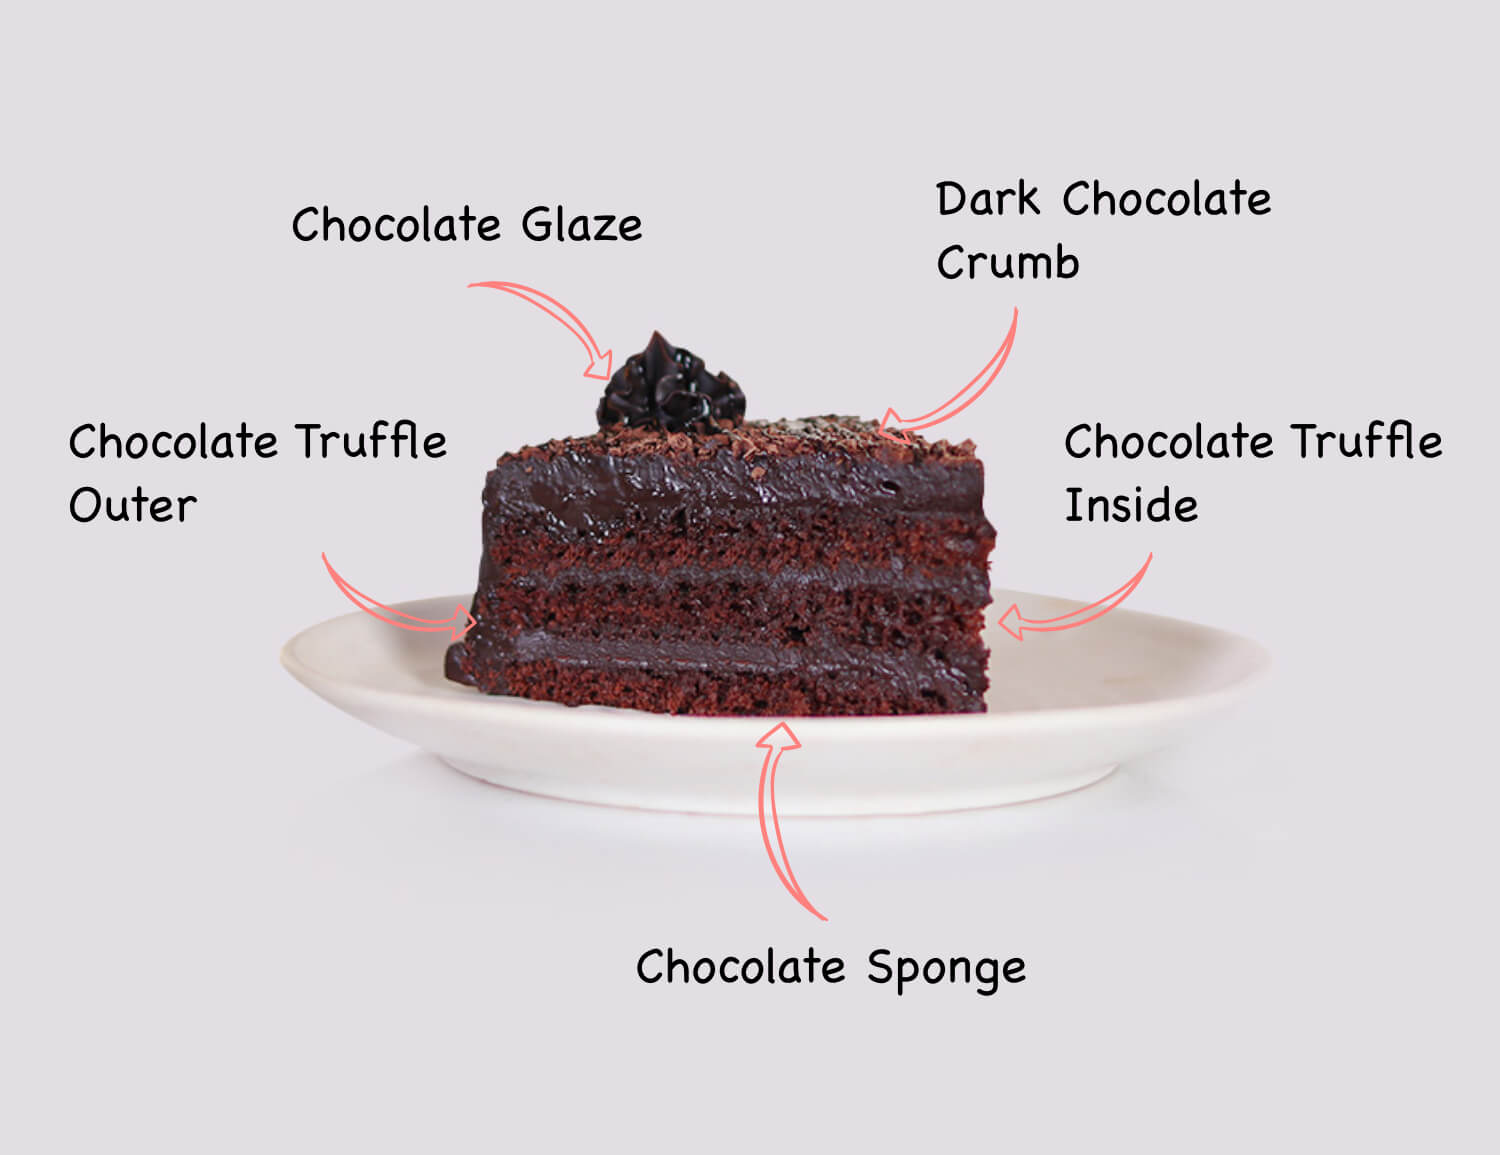 Chocolate Glaze
Dark Chocolate
Crumb
Chocolate Truffle
Outer
Chocolate Truffle
Inside
Chocolate Sponge